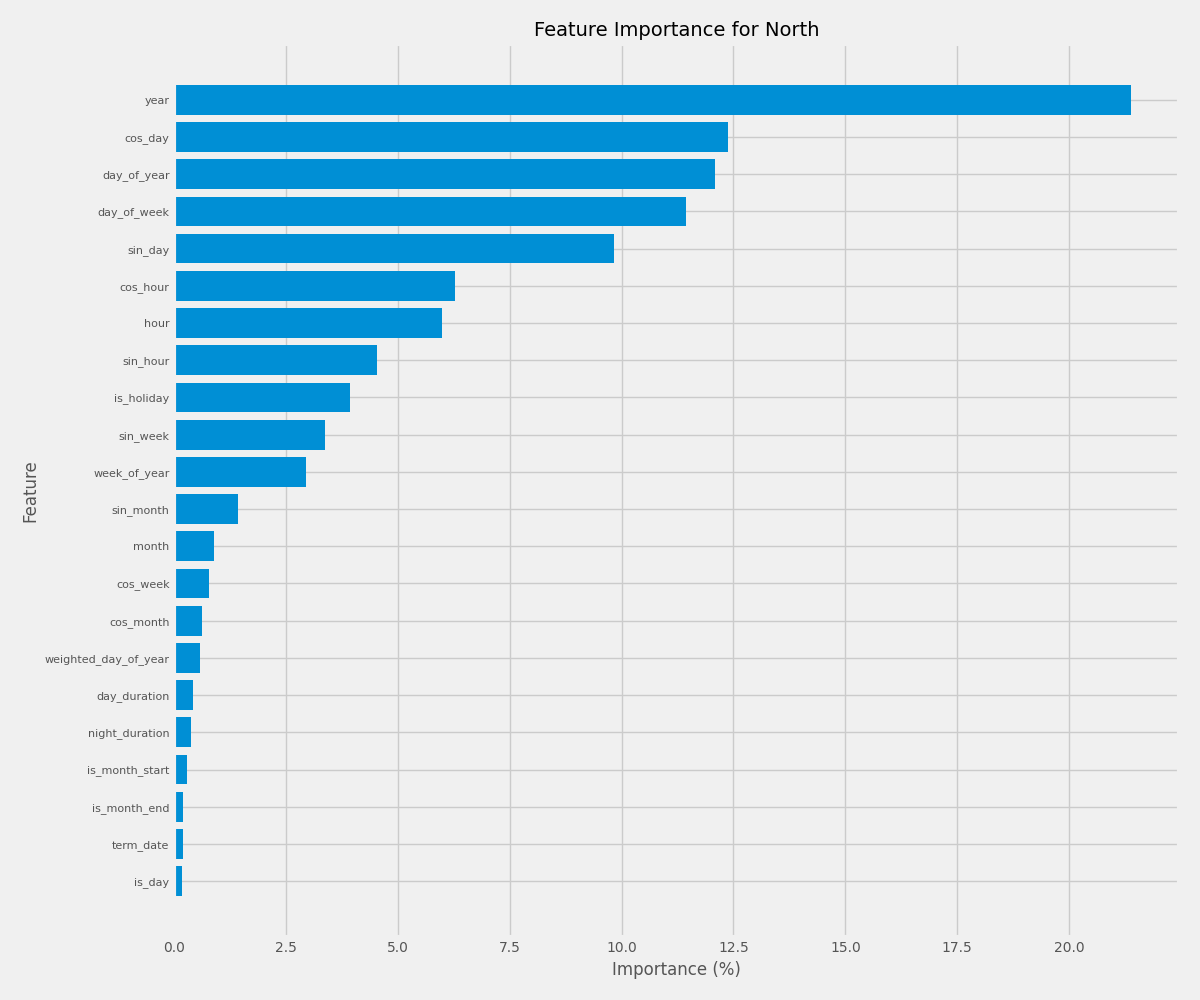 Feature Importance for North
year
cos_day
day_of_year
day_of_week
sin_day
cos_hour
hour
sin_hour
is_holiday
sin_week
week_of_year
sin_month
month
cos_week
cos_month
weighted_day_of_year
day_duration
night_duration
is_month_start
is_month_end
term_date
is_day
Feature
0.0 2.5 5.0 7.5 10.0 12.5 15.0 17.5 20.0
Importance (%)